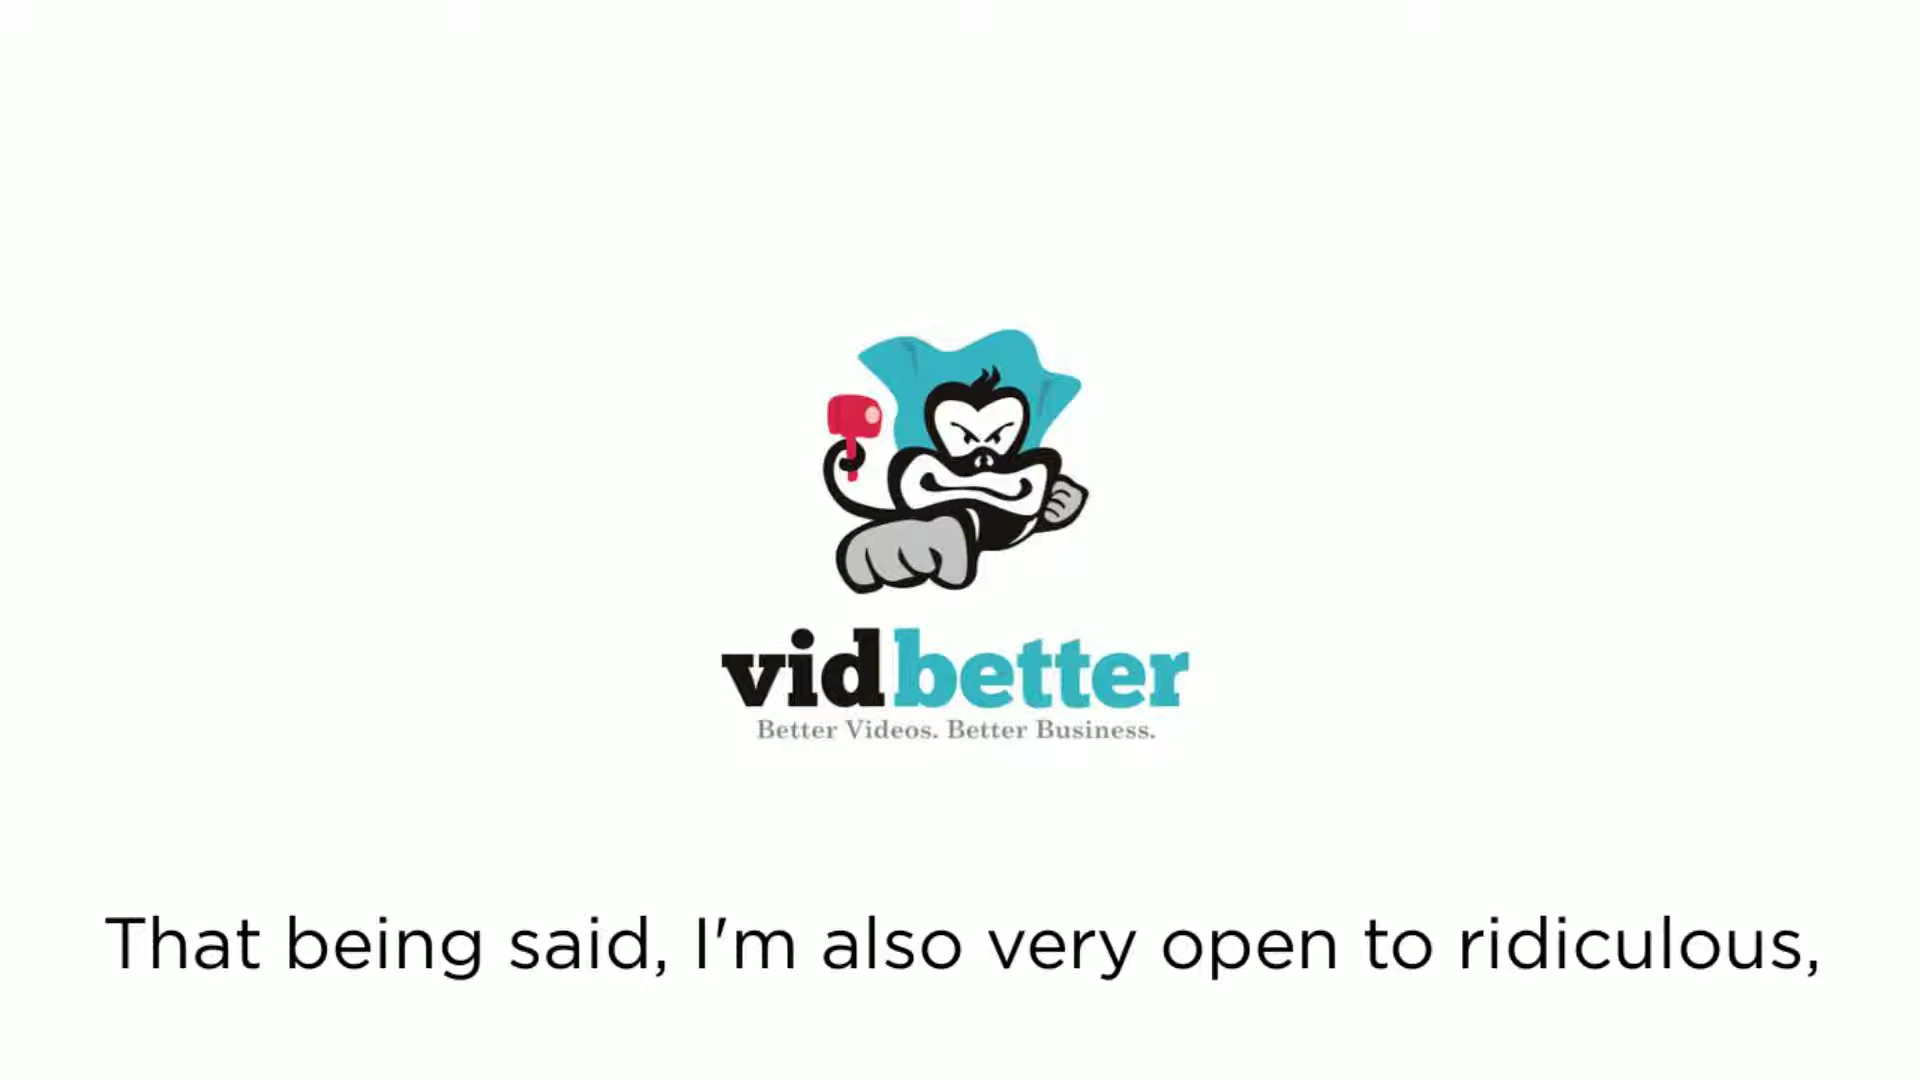 vidbetter
Better Videos. Better Business.
That being said, I'm also very open to ridiculous,